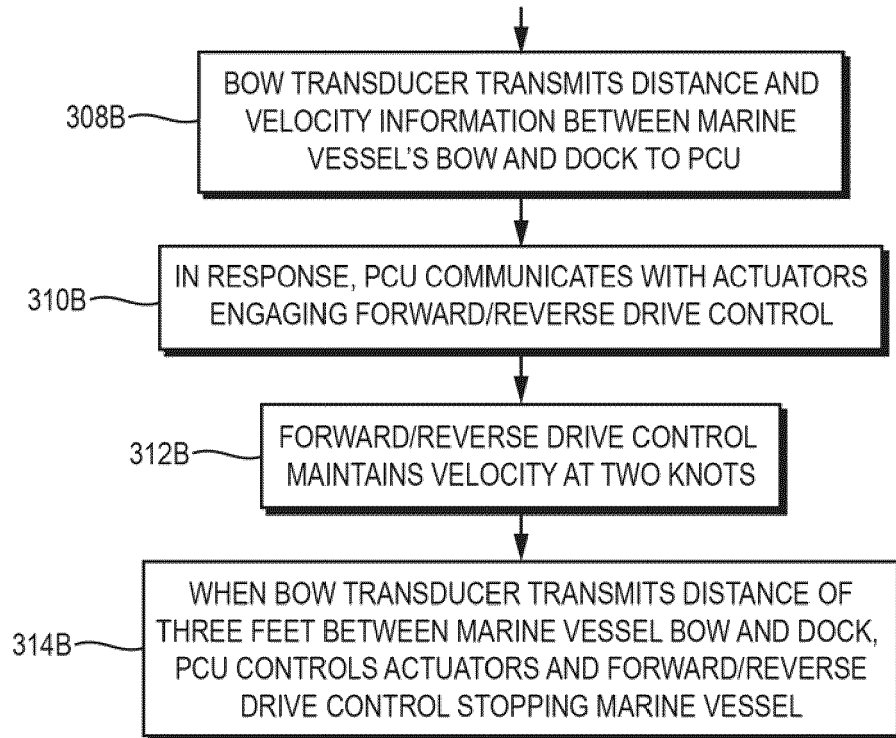 308B
BOW TRANSDUCER TRANSMITS DISTANCE AND
VELOCITY INFORMATION BETWEEN MARINE
VESSEL'S BOW AND DOCK TO PCU
310B
IN RESPONSE, PCU COMMUNICATES WITH ACTUATORS
ENGAGING FORWARD/REVERSE DRIVE CONTROL
312B
FORWARD/REVERSE DRIVE CONTROL
MAINTAINS VELOCITY AT TWO KNOTS
314B
WHEN BOW TRANSDUCER TRANSMITS DISTANCE OF
THREE FEET BETWEEN MARINE VESSEL BOW AND DOCK,
PCU CONTROLS ACTUATORS AND FORWARD/REVERSE
DRIVE CONTROL STOPPING MARINE VESSEL